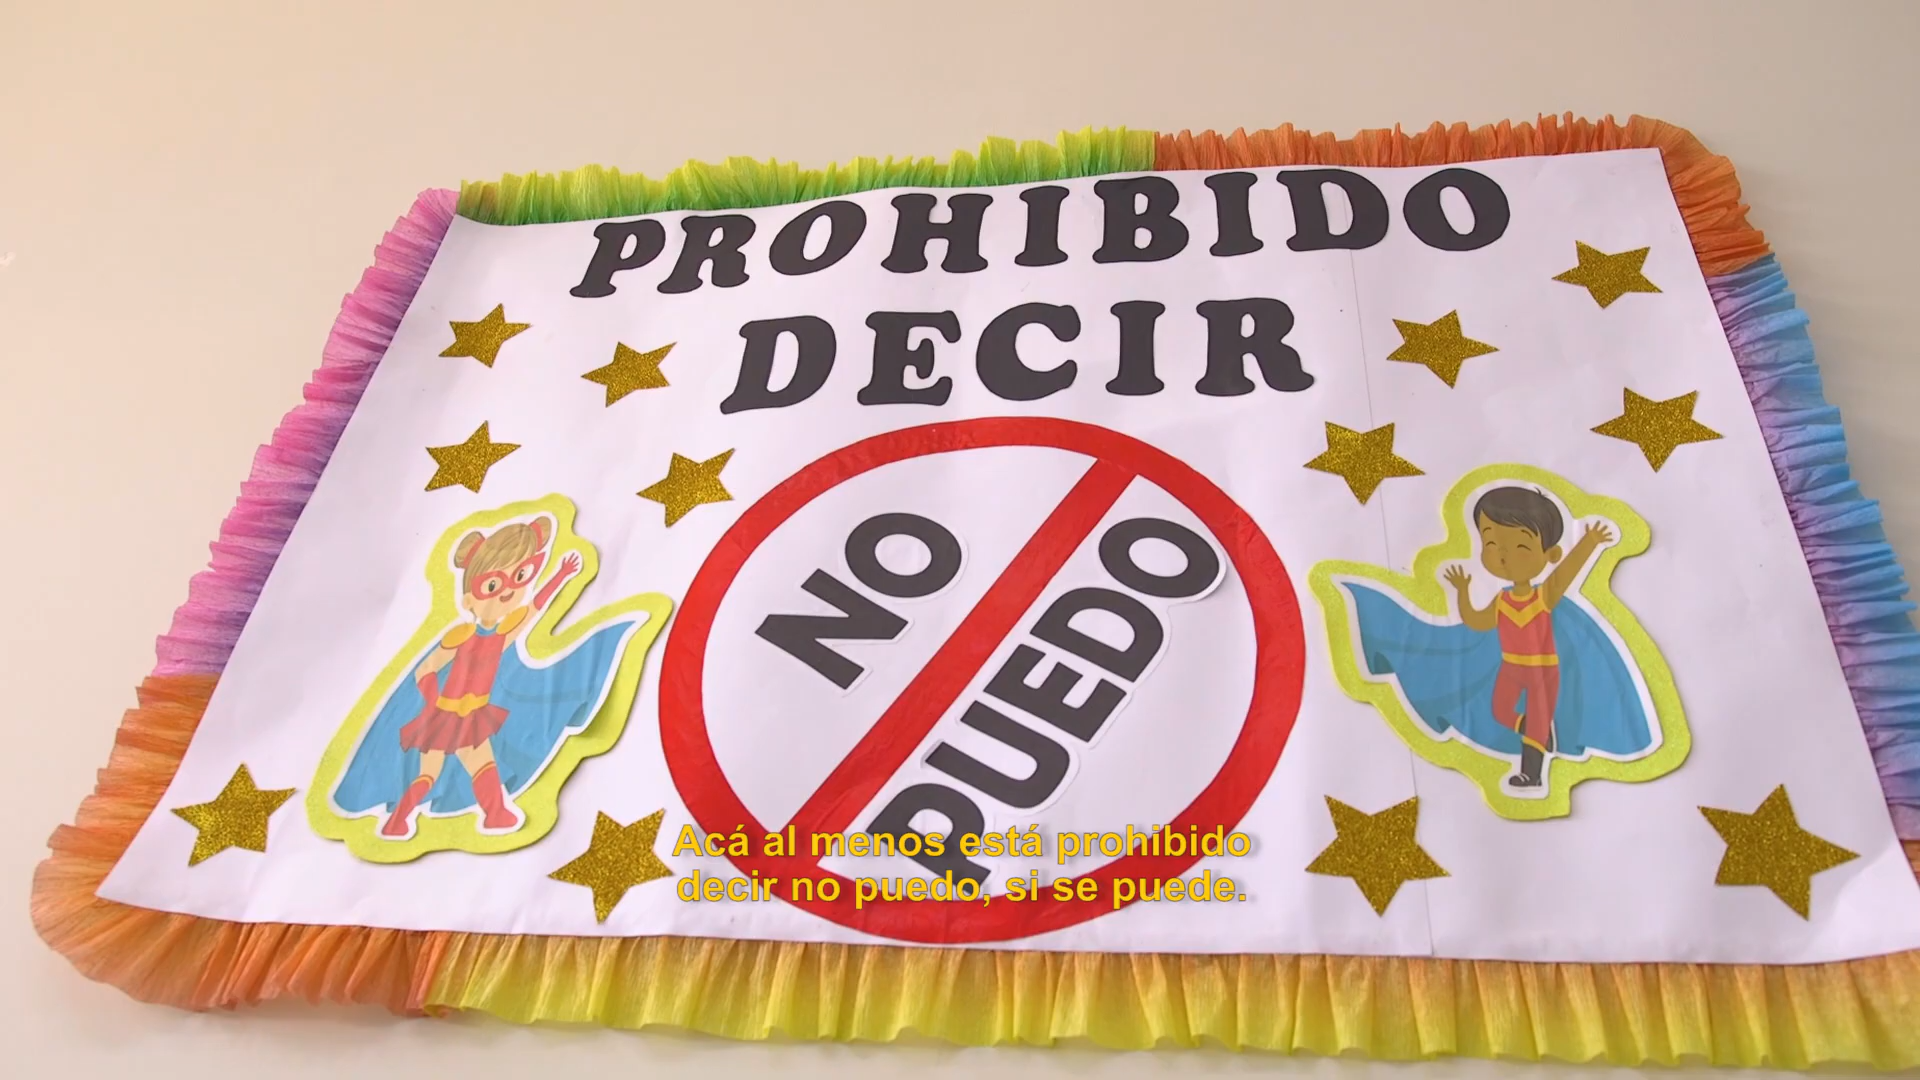 PROHIBIDO
DECIR
NO
PUEDO
Acá al menos está prohibido
decir no puedo, si se puede.